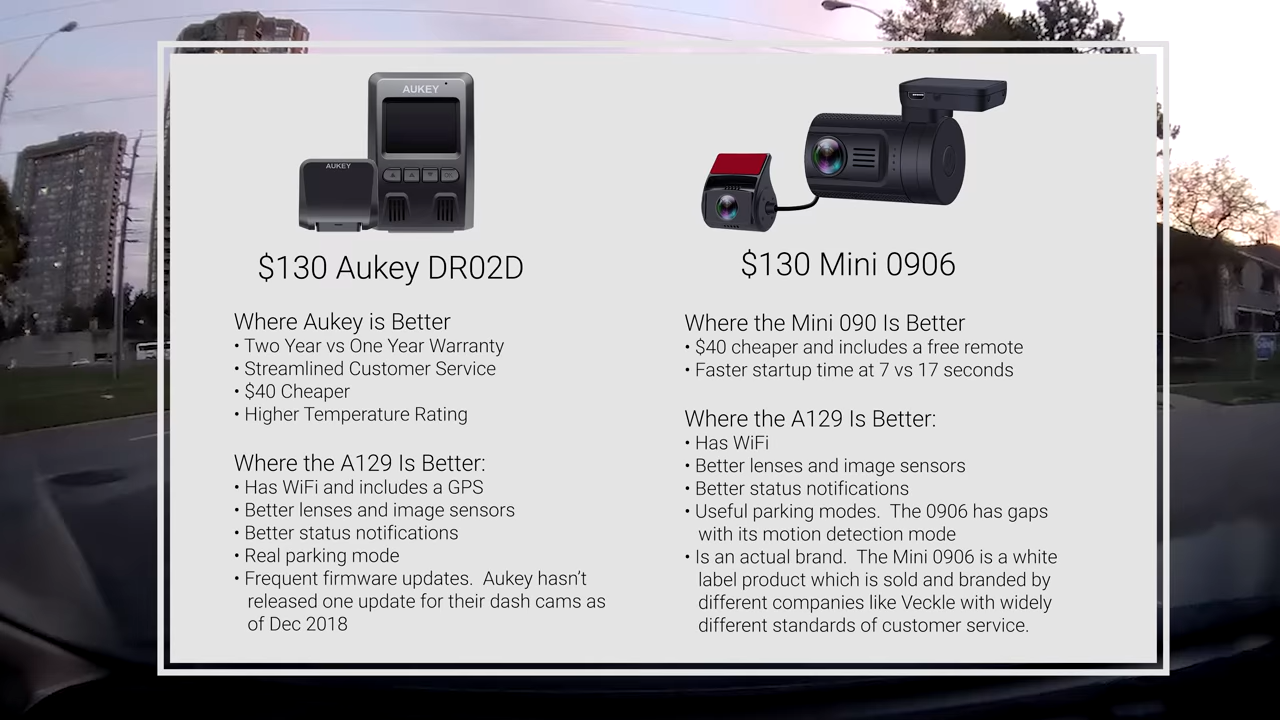 AUKEY
AUKEY
$130 Aukey DR02D
Where Aukey is Better
• Two Year vs One Year Warranty
• Streamlined Customer Service
• $40 Cheaper
• Higher Temperature Rating
Where the A129 Is Better:
• Has WiFi and includes a GPS
• Better lenses and image sensors
• Better status notifications
• Real parking mode
• Frequent firmware updates. Aukey hasn't
released one update for their dash cams as
of Dec 2018
$130 Mini 0906
Where the Mini 090 Is Better
• $40 cheaper and includes a free remote
• Faster startup time at 7 vs 17 seconds
Where the A129 Is Better:
• Has WiFi
• Better lenses and image sensors
• Better status notifications
• Useful parking modes. The 0906 has gaps
with its motion detection mode
• Is an actual brand. The Mini 0906 is a white
label product which is sold and branded by
different companies like Veckle with widely
different standards of customer service.